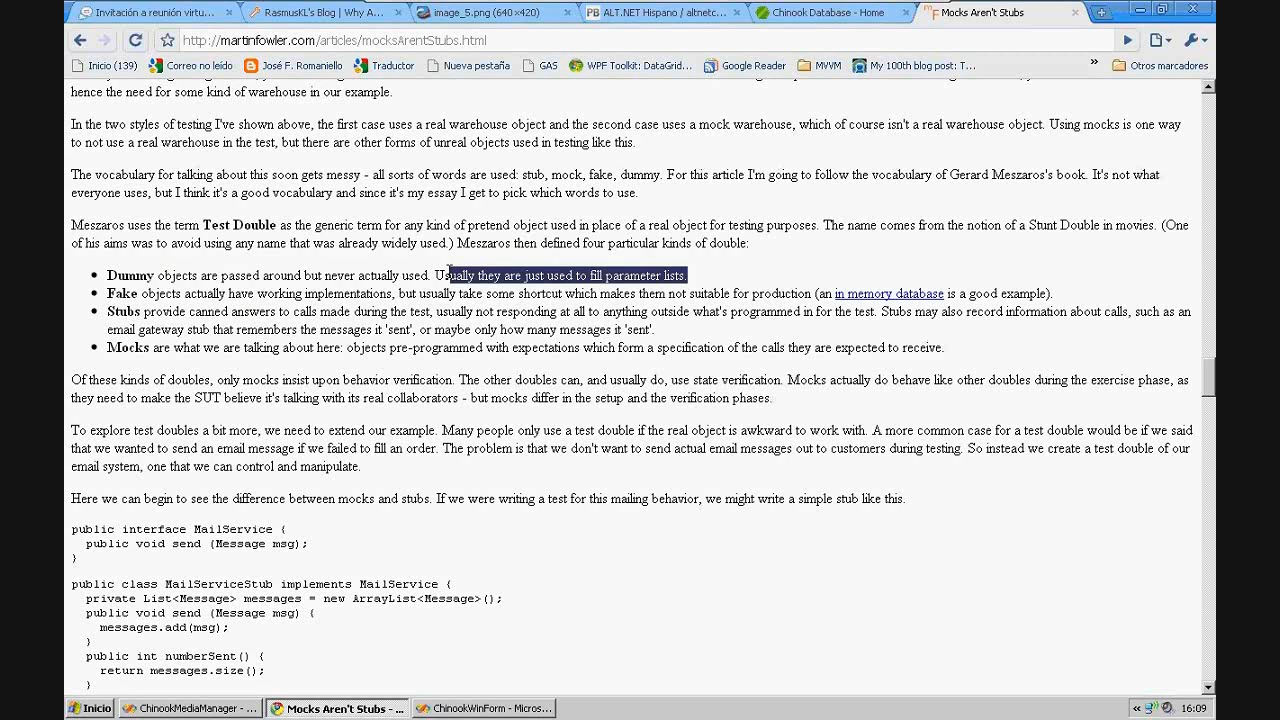 Invitación a reunión virtu...
RasmusKL's Blog | Why A...
image_5.png (640×420)
ALT.NET Hispano / altnetc...
Chinook Database - Home
Mocks Aren't Stubs
http://martinfowler.com/articles/mocksArentStubs.html
Inicio (139)
Correo no leído
José F. Romaniello
Traductor
Nueva pestaña
GAS
WPF Toolkit: DataGrid...
Google Reader
MVVM
My 100th blog post: T...
Otros marcadores
hence the need for some kind of warehouse in our example.
In the two styles of testing I've shown above, the first case uses a real warehouse object and the second case uses a mock warehouse, which of course isn't a real warehouse object. Using mocks is one way
to not use a real warehouse in the test, but there are other forms of unreal objects used in testing like this.
The vocabulary for talking about this soon gets messy - all sorts of words are used: stub, mock, fake, dummy. For this article I'm going to follow the vocabulary of Gerard Meszaros's book. It's not what
everyone uses, but I think it's a good vocabulary and since it's my essay I get to pick which words to use.
Meszaros uses the term Test Double as the generic term for any kind of pretend object used in place of a real object for testing purposes. The name comes from the notion of a Stunt Double in movies. (One
of his aims was to avoid using any name that was already widely used.) Meszaros then defined four particular kinds of double:
• Dummy objects are passed around but never actually used. Usually they are just used to fill parameter lists.
• Fake objects actually have working implementations, but usually take some shortcut which makes them not suitable for production (an in memory database is a good example).
• Stubs provide canned answers to calls made during the test, usually not responding at all to anything outside what's programmed in for the test. Stubs may also record information about calls, such as an
email gateway stub that remembers the messages it 'sent', or maybe only how many messages it 'sent'.
• Mocks are what we are talking about here: objects pre-programmed with expectations which form a specification of the calls they are expected to receive.
Of these kinds of doubles, only mocks insist upon behavior verification. The other doubles can, and usually do, use state verification. Mocks actually do behave like other doubles during the exercise phase, as
they need to make the SUT believe it's talking with its real collaborators - but mocks differ in the setup and the verification phases.
To explore test doubles a bit more, we need to extend our example. Many people only use a test double if the real object is awkward to work with. A more common case for a test double would be if we said
that we wanted to send an email message if we failed to fill an order. The problem is that we don't want to send actual email messages out to customers during testing. So instead we create a test double of our
email system, one that we can control and manipulate.
Here we can begin to see the difference between mocks and stubs. If we were writing a test for this mailing behavior, we might write a simple stub like this.
public interface MailService {
public void send (Message msg);
}
public class MailServiceStub implements MailService {
private List<Message> messages = new ArrayList<Message>();
public void send (Message msg) {
messages.add(msg);
}
public int numberSent() {
return messages.size();
}
Inicio
ChinookMediaManager - ...
Mocks Aren't Stubs - ...
ChinookWinForm - Micros...
16:09